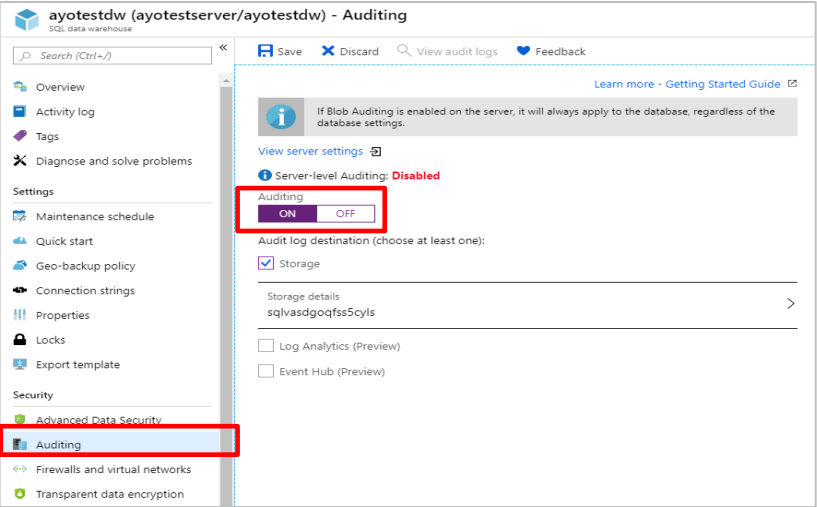 ayotestdw (ayotestserver/ayotestdw) - Auditing
SQL data warehouse
Search (Ctrl+/)
«
Overview
Activity log
Tags
Diagnose and solve problems
Settings
Maintenance schedule
Quick start
Geo-backup policy
Connection strings
Properties
Locks
Export template
Security
Advanced Data Security
Auditing
Firewalls and virtual networks
Transparent data encryption
Save
Discard
View audit logs
Feedback
Learn more - Getting Started Guide
If Blob Auditing is enabled on the server, it will always apply to the database, regardless of the
database settings.
View server settings
Server-level Auditing: Disabled
Auditing
ON OFF
Audit log destination (choose at least one):
Storage
Storage details
sqlvasdgoqfss5cyls
Log Analytics (Preview)
Event Hub (Preview)